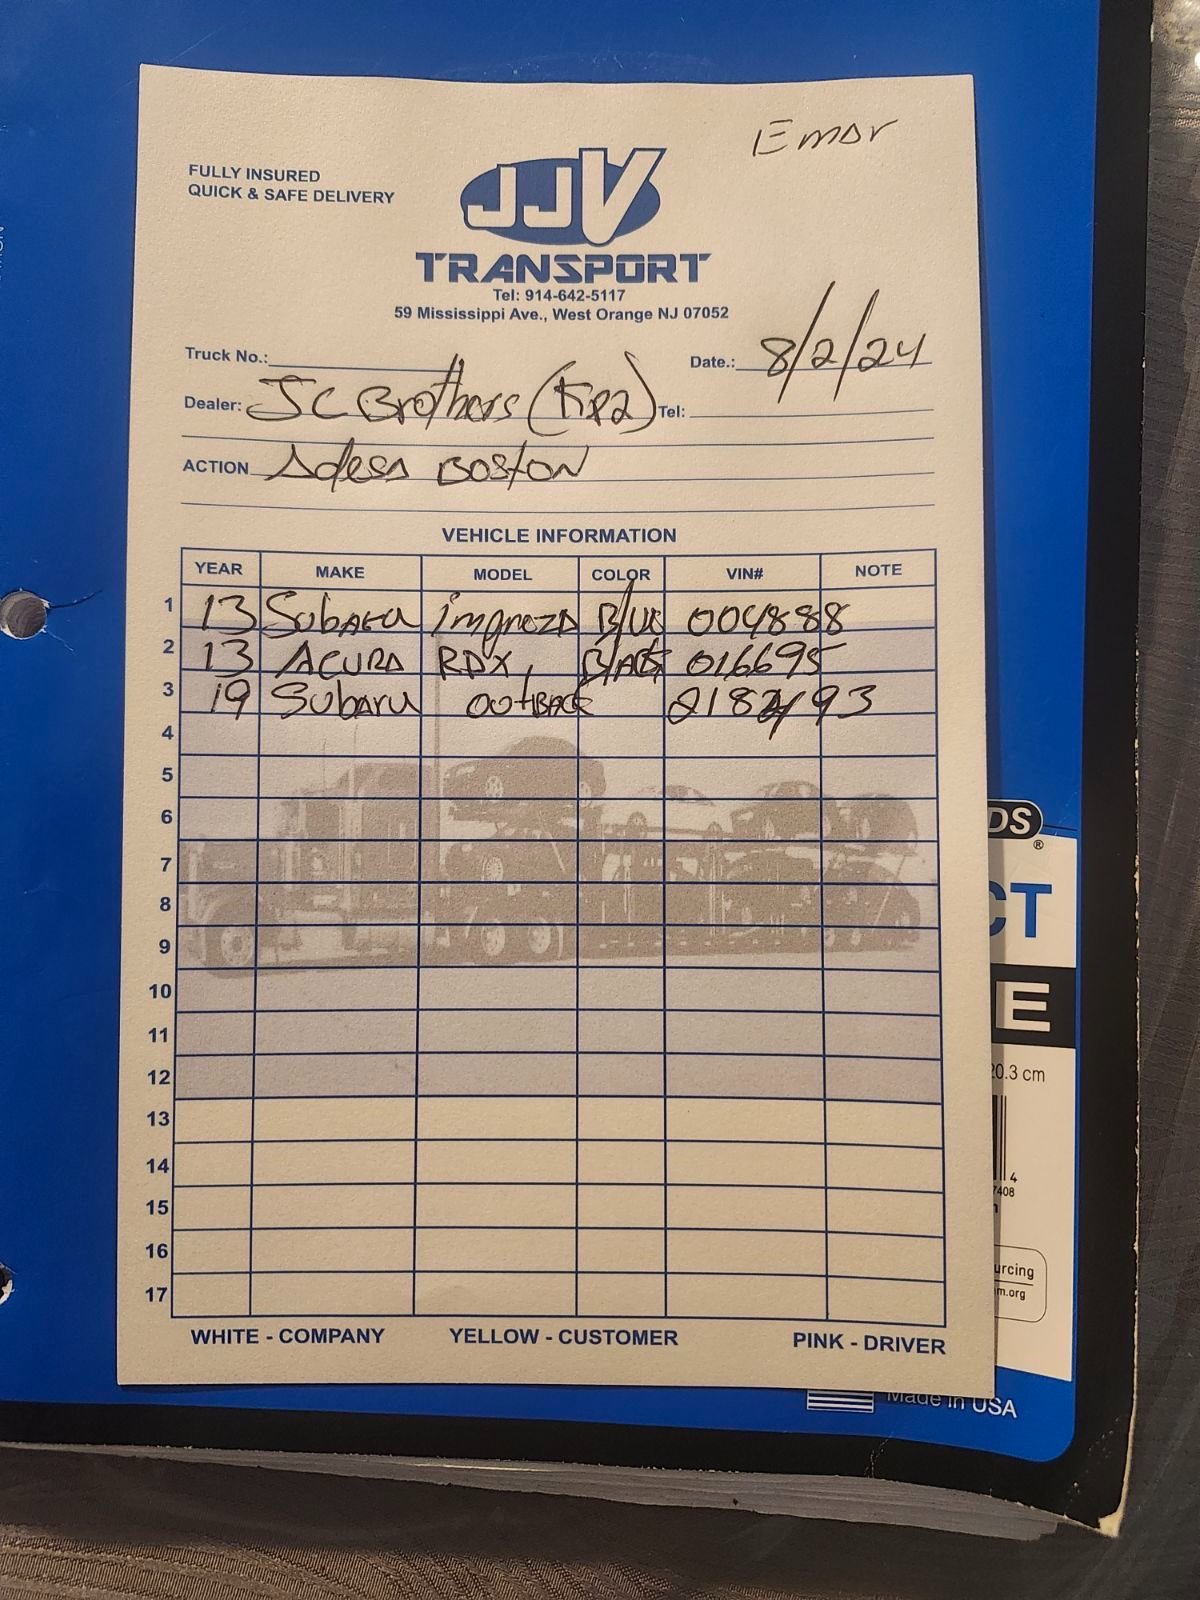 Emar
FULLY INSURED
QUICK & SAFE DELIVERY
JJV
TRANSPORT
Tel: 914-642-5117
59 Mississippi Ave., West Orange NJ 07052
Truck No.:
Date.: 8/2/24
Dealer: JC Brothers
Tel:
ACTION Adesa Boston
VEHICLE INFORMATION
YEAR MAKE MODEL COLOR VIN# NOTE
1 13 Subaru impreza Blue 004888
2 13 ACURA RDX, Black 016695
3 19 Subaru outBack
4
5
6
7
8
9
10
11
12
13
14
15
16
17
WHITE - COMPANY YELLOW - CUSTOMER PINK - DRIVER
DS
®
CT
E
20.3 cm
4
7408
urcing
m.org
Made in USA